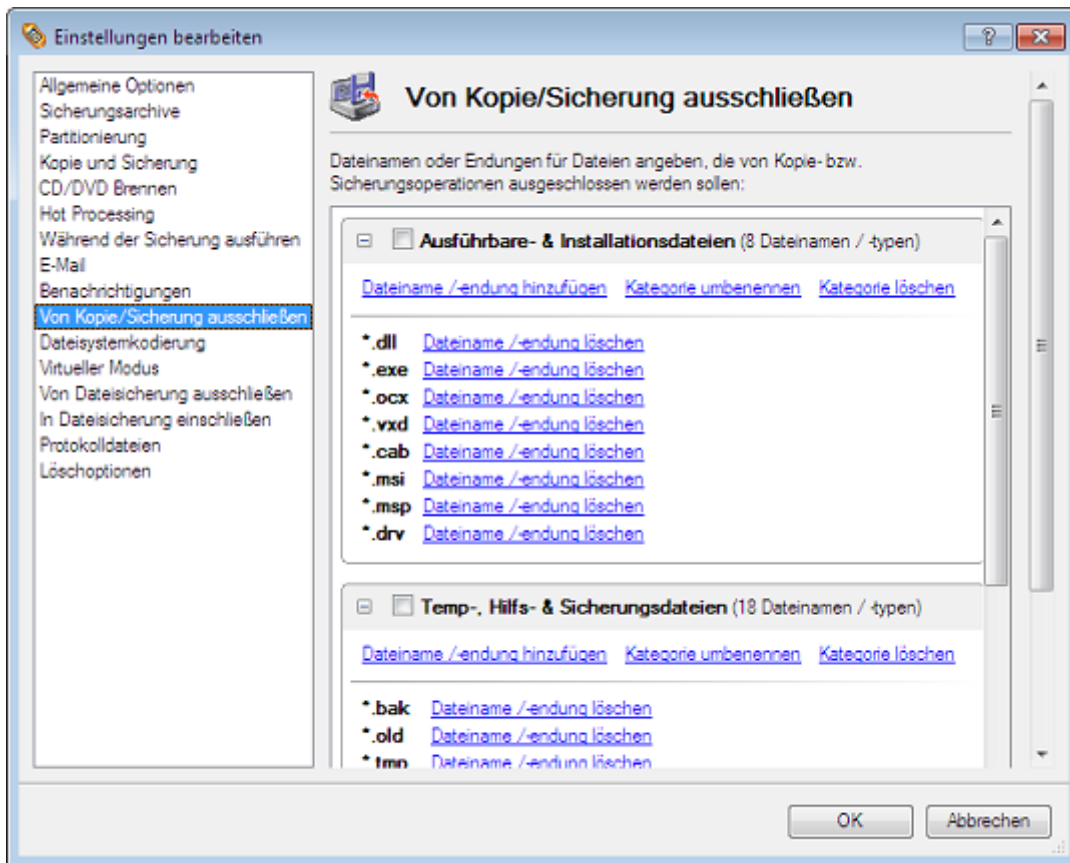 Einstellungen bearbeiten
Allgemeine Optionen
Sicherungsarchive
Partitionierung
Kopie und Sicherung
CD/DVD Brennen
Hot Processing
Während der Sicherung ausführen
E-Mail
Benachrichtigungen
Von Kopie/Sicherung ausschließen
Dateisystemkodierung
Virtueller Modus
Von Dateisicherung ausschließen
In Dateisicherung einschließen
Protokolldateien
Löschoptionen
Von Kopie/Sicherung ausschließen
Dateinamen oder Endungen für Dateien angeben, die von Kopie- bzw.
Sicherungsoperationen ausgeschlossen werden sollen:
Ausführbare- & Installationsdateien (8 Dateinamen / -typen)
Dateiname /-endung hinzufügen Kategorie umbenennen Kategorie löschen
*.dll Dateiname /-endung löschen
*.exe Dateiname /-endung löschen
*.ocx Dateiname /-endung löschen
*.vxd Dateiname /-endung löschen
*.cab Dateiname /-endung löschen
*.msi Dateiname /-endung löschen
*.msp Dateiname /-endung löschen
*.drv Dateiname /-endung löschen
Temp-, Hilfs- & Sicherungsdateien (18 Dateinamen / -typen)
Dateiname /-endung hinzufügen Kategorie umbenennen Kategorie löschen
*.bak Dateiname /-endung löschen
*.old Dateiname /-endung löschen
*.tmp Dateiname /-endung löschen
OK Abbrechen